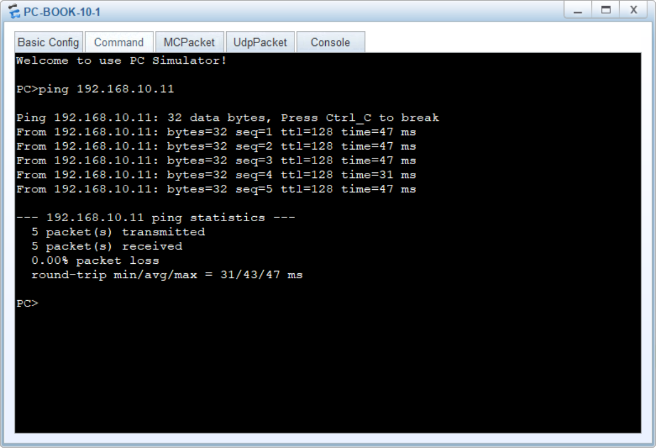 PC-BOOK-10-1
Basic Config Command MCPacket UdpPacket Console
Welcome to use PC Simulator!
PC>ping 192.168.10.11
Ping 192.168.10.11: 32 data bytes, Press Ctrl_C to break
From 192.168.10.11: bytes=32 seq=1 ttl=128 time=47 ms
From 192.168.10.11: bytes=32 seq=2 ttl=128 time=47 ms
From 192.168.10.11: bytes=32 seq=3 ttl=128 time=47 ms
From 192.168.10.11: bytes=32 seq=4 ttl=128 time=31 ms
From 192.168.10.11: bytes=32 seq=5 ttl=128 time=47 ms
--- 192.168.10.11 ping statistics ---
5 packet(s) transmitted
5 packet(s) received
0.00% packet loss
round-trip min/avg/max = 31/43/47 ms
PC>